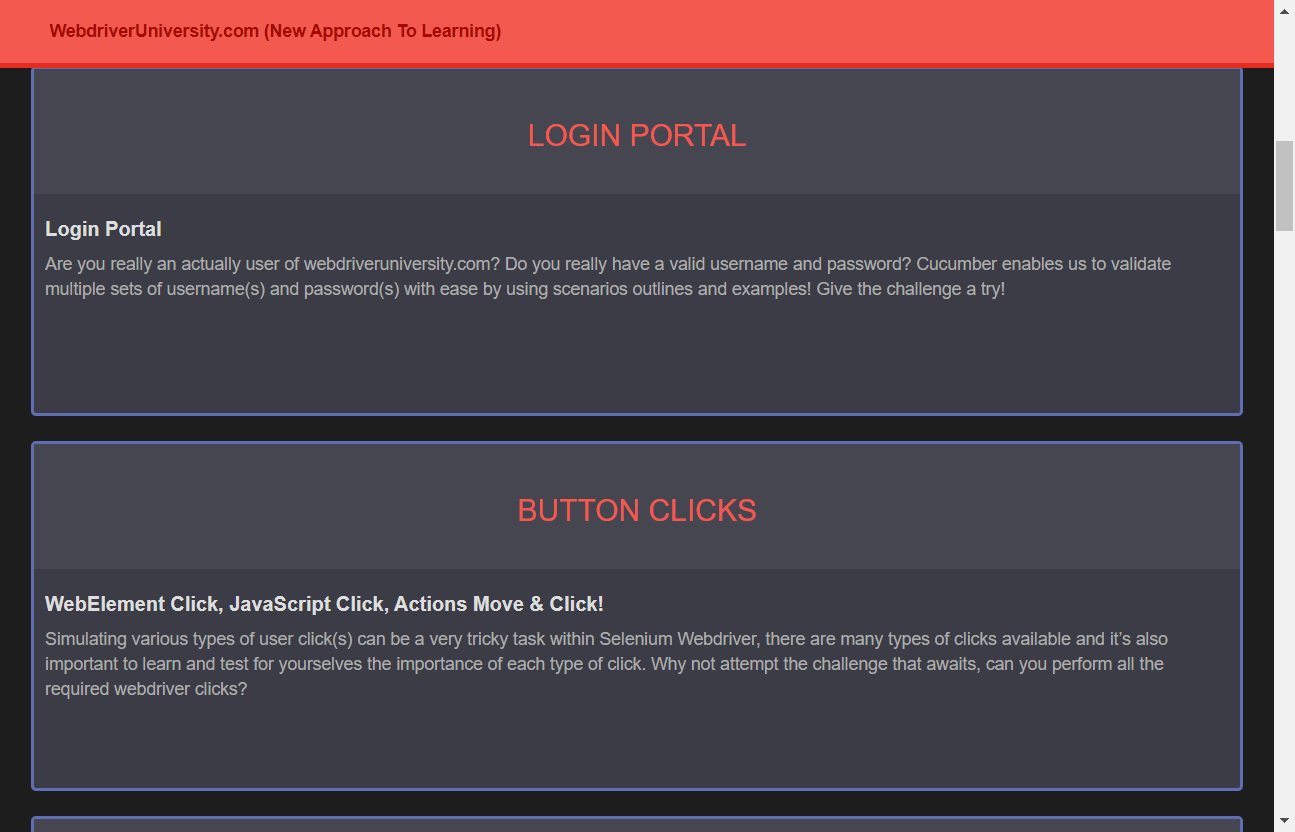 WebdriverUniversity.com (New Approach To Learning)
LOGIN PORTAL
Login Portal
Are you really an actually user of webdriveruniversity.com? Do you really have a valid username and password? Cucumber enables us to validate
multiple sets of username(s) and password(s) with ease by using scenarios outlines and examples! Give the challenge a try!
BUTTON CLICKS
WebElement Click, JavaScript Click, Actions Move & Click!
Simulating various types of user click(s) can be a very tricky task within Selenium Webdriver, there are many types of clicks available and it’s also
important to learn and test for yourselves the importance of each type of click. Why not attempt the challenge that awaits, can you perform all the
required webdriver clicks?